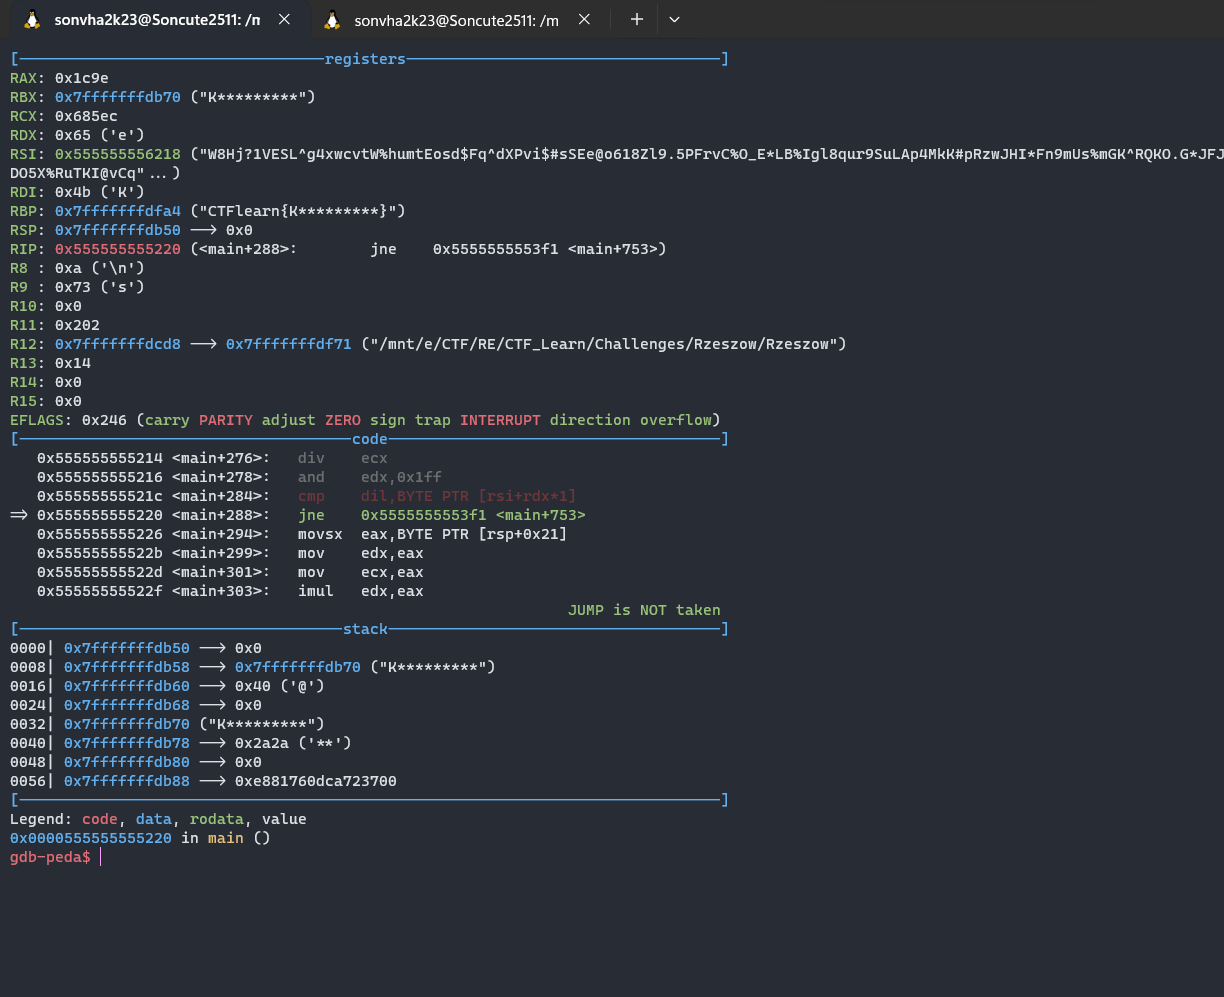 sonvha2k23@Soncute2511: /m sonvha2k23@Soncute2511: /m
[registers]
RAX: 0x1c9e
RBX: 0x7fffffffdb70 ("K*********")
RCX: 0x685ec
RDX: 0x65 ('e')
RSI: 0x555555556218 ("W8Hj?1VESL^g4xwcvtW%humtEosd$Fq^dXPvi$#sSEe@o618Zl9.5PFrvC%O_E*LB%Igl8qur9SuLAp4MkK#pRzwJHI*Fn9mUs%mGK^RQKO.G*JFJ
DO5X%RuTKI@vCq"...)
RDI: 0x4b ('K')
RBP: 0x7fffffffdfa4 ("CTFlearn{K*********}")
RSP: 0x7fffffffdb50 --> 0x0
RIP: 0x555555555220 (<main+288>: jne 0x5555555553f1 <main+753>)
R8 : 0xa ('\n')
R9 : 0x73 ('s')
R10: 0x0
R11: 0x202
R12: 0x7fffffffdcd8 --> 0x7fffffffdf71 ("/mnt/e/CTF/RE/CTF_Learn/Challenges/Rzeszow/Rzeszow")
R13: 0x14
R14: 0x0
R15: 0x0
EFLAGS: 0x246 (carry PARITY adjust ZERO sign trap INTERRUPT direction overflow)
[code]
0x555555555214 <main+276>: div ecx
0x555555555216 <main+278>: and edx,0x1ff
0x55555555521c <main+284>: cmp dil,BYTE PTR [rsi+rdx*1]
=> 0x555555555220 <main+288>: jne 0x5555555553f1 <main+753>
0x555555555226 <main+294>: movsx eax,BYTE PTR [rsp+0x21]
0x55555555522b <main+299>: mov edx,eax
0x55555555522d <main+301>: mov ecx,eax
0x55555555522f <main+303>: imul edx,eax
JUMP is NOT taken
[stack]
0000| 0x7fffffffdb50 --> 0x0
0008| 0x7fffffffdb58 --> 0x7fffffffdb70 ("K*********")
0016| 0x7fffffffdb60 --> 0x40 ('@')
0024| 0x7fffffffdb68 --> 0x0
0032| 0x7fffffffdb70 ("K*********")
0040| 0x7fffffffdb78 --> 0x2a2a ('**')
0048| 0x7fffffffdb80 --> 0x0
0056| 0x7fffffffdb88 --> 0xe881760dca723700
[]
Legend: code, data, rodata, value
0x0000555555555220 in main ()
gdb-peda$